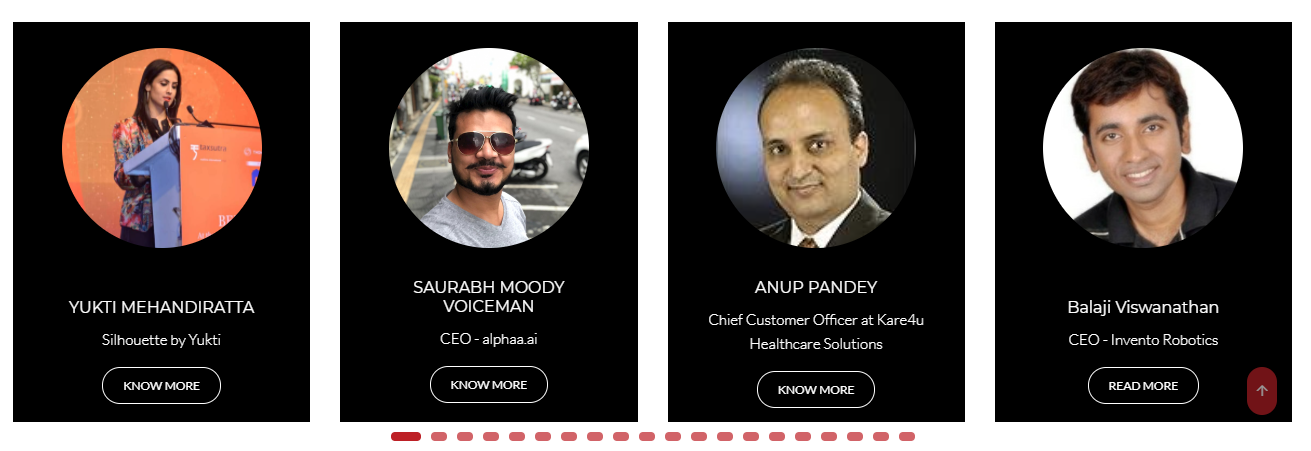 taxsutra
YUKTI MEHANDIRATTA
Silhouette by Yukti
KNOW MORE
SAURABH MOODY
VOICEMAN
CEO - alphaa.ai
KNOW MORE
ANUP PANDEY
Chief Customer Officer at Kare4u
Healthcare Solutions
KNOW MORE
Balaji Viswanathan
CEO - Invento Robotics
READ MORE